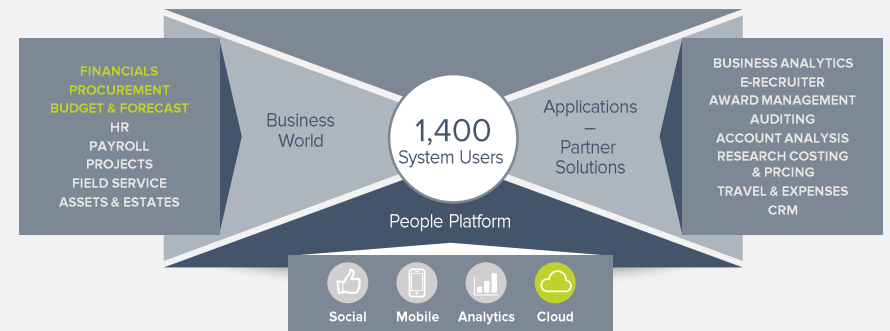 FINANCIALS
PROCUREMENT
BUDGET & FORECAST
HR
PAYROLL
PROJECTS
FIELD SERVICE
ASSETS & ESTATES
Business
World
1,400
System Users
People Platform
Applications
–
Partner
Solutions
BUSINESS ANALYTICS
E-RECRUITER
AWARD MANAGEMENT
AUDITING
ACCOUNT ANALYSIS
RESEARCH COSTING
& PRCING
TRAVEL & EXPENSES
CRM
Social
Mobile
Analytics
Cloud